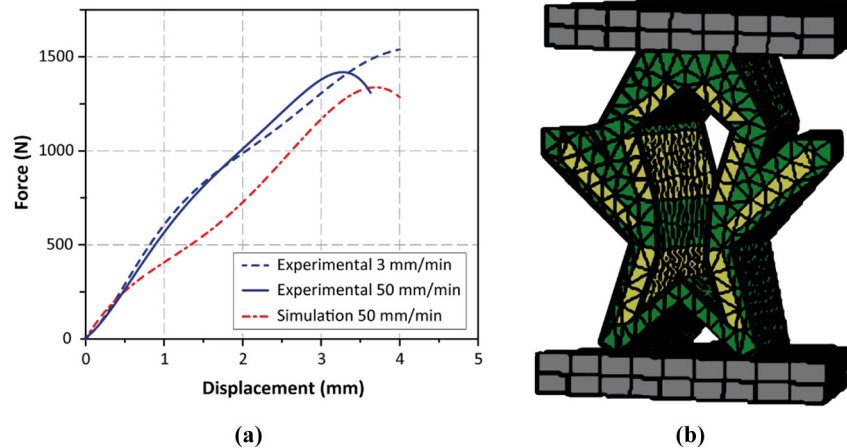 1500
1000
500
0
Force (N)
Experimental 3 mm/min
Experimental 50 mm/min
Simulation 50 mm/min
0 1 2 3 4 5
Displacement (mm)
(a) (b)